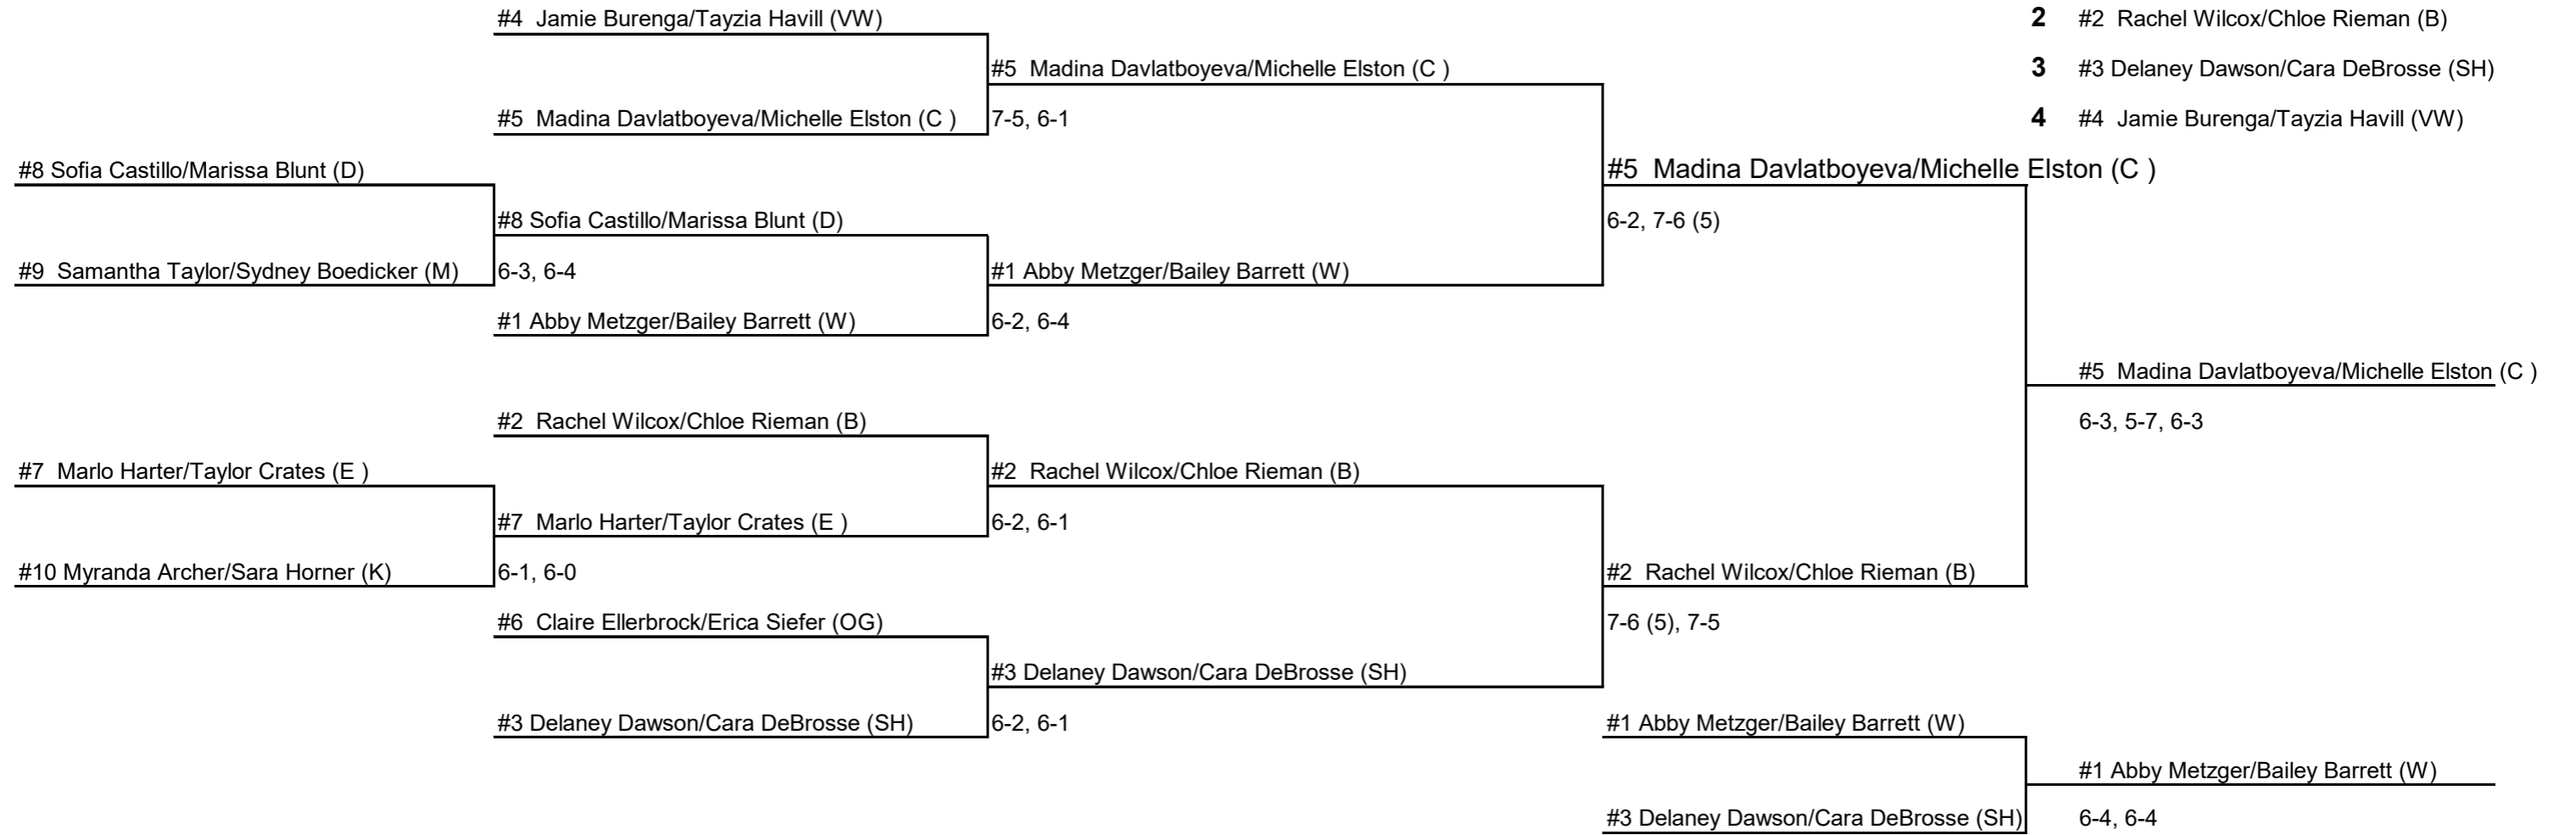 #4 Jamie Burenga/Tayzia Havill (VW)
2 #2 Rachel Wilcox/Chloe Rieman (B)
#5 Madina Davlatboyeva/Michelle Elston (C )
3 #3 Delaney Dawson/Cara DeBrosse (SH)
#5 Madina Davlatboyeva/Michelle Elston (C )
7-5, 6-1
4 #4 Jamie Burenga/Tayzia Havill (VW)
#8 Sofia Castillo/Marissa Blunt (D)
#5 Madina Davlatboyeva/Michelle Elston (C )
#8 Sofia Castillo/Marissa Blunt (D)
6-2, 7-6 (5)
#9 Samantha Taylor/Sydney Boedicker (M)
6-3, 6-4
#1 Abby Metzger/Bailey Barrett (W)
#1 Abby Metzger/Bailey Barrett (W)
6-2, 6-4
#5 Madina Davlatboyeva/Michelle Elston (C )
#2 Rachel Wilcox/Chloe Rieman (B)
6-3, 5-7, 6-3
#7 Marlo Harter/Taylor Crates (E )
#2 Rachel Wilcox/Chloe Rieman (B)
#7 Marlo Harter/Taylor Crates (E )
6-2, 6-1
#10 Myranda Archer/Sara Horner (K)
6-1, 6-0
#2 Rachel Wilcox/Chloe Rieman (B)
#6 Claire Ellerbrock/Erica Siefer (OG)
7-6 (5), 7-5
#3 Delaney Dawson/Cara DeBrosse (SH)
#3 Delaney Dawson/Cara DeBrosse (SH)
6-2, 6-1
#1 Abby Metzger/Bailey Barrett (W)
#1 Abby Metzger/Bailey Barrett (W)
#3 Delaney Dawson/Cara DeBrosse (SH)
6-4, 6-4